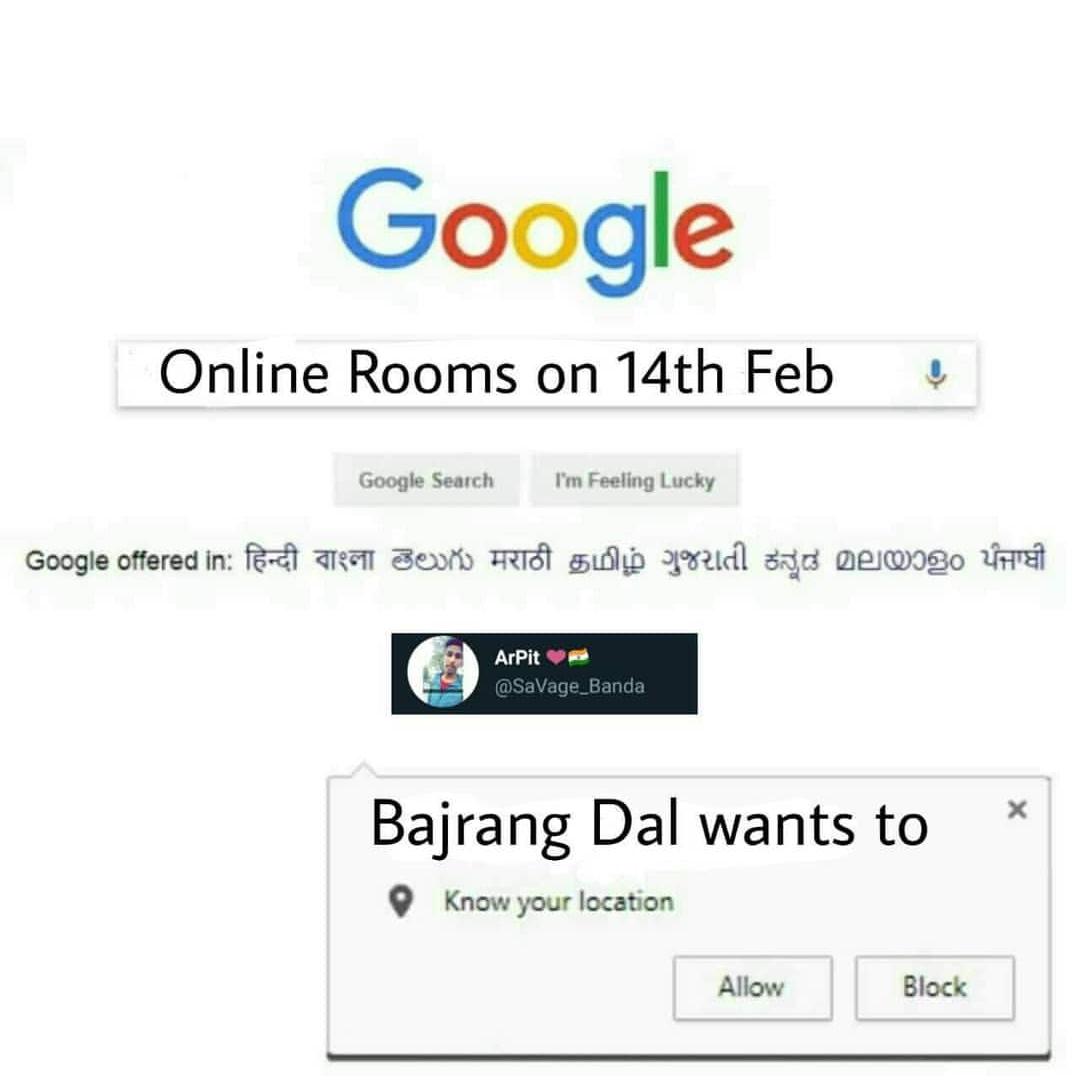 Google
Online Rooms on 14th Feb
Google Search I'm Feeling Lucky
Google offered in: हिन्दी বাংলা తెలుగు मराठी தமிழ் ગુજરાતી ಕನ್ನಡ മലയാളം ਪੰਜਾਬੀ
ArPit ❤️🇮🇳
@SaVage_Banda
Bajrang Dal wants to ×
Know your location
Allow Block